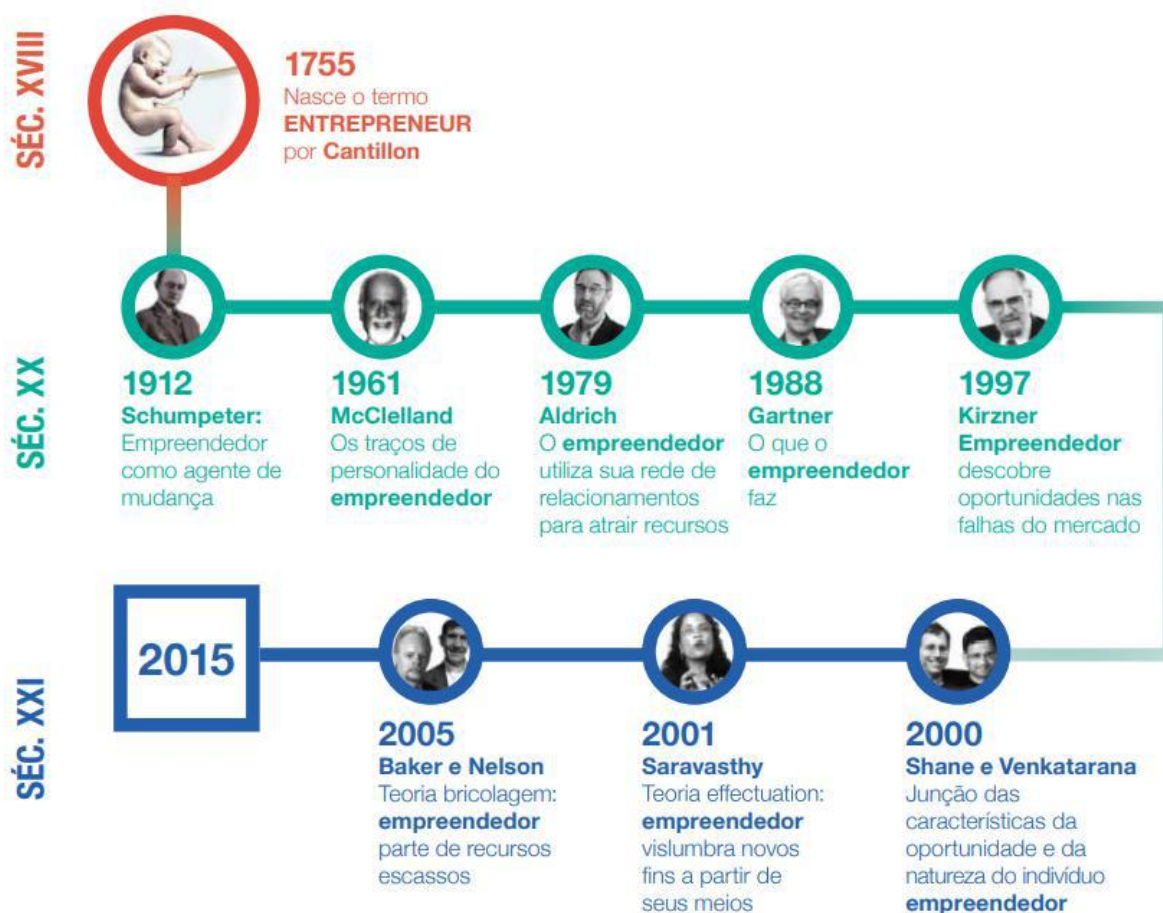 SÉC. XVIII
1755
Nasce o termo
ENTREPRENEUR
por Cantillon
SÉC. XX
1912
Schumpeter:
Empreendedor
como agente de
mudança
1961
McClelland
Os traços de
personalidade do
empreendedor
1979
Aldrich
O empreendedor
utiliza sua rede de
relacionamentos
para atrair recursos
1988
Gartner
O que o
empreendedor
faz
1997
Kirzner
Empreendedor
descobre
oportunidades nas
falhas do mercado
SÉC. XXI
2015
2005
Baker e Nelson
Teoria bricolagem:
empreendedor
parte de recursos
escassos
2001
Saravasthy
Teoria effectuation:
empreendedor
vislumbra novos
fins a partir de
seus meios
2000
Shane e Venkatarana
Junção das
características da
oportunidade e da
natureza do indivíduo
empreendedor